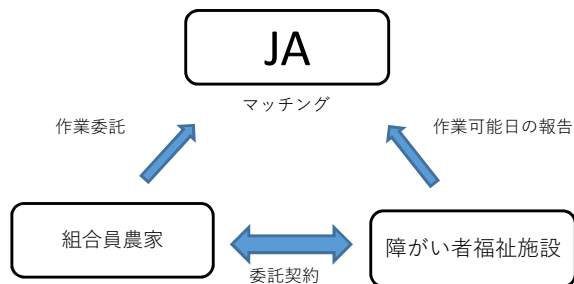 JA
マッチング
作業委託
作業可能日の報告
組合員農家
障がい者福祉施設
委託契約